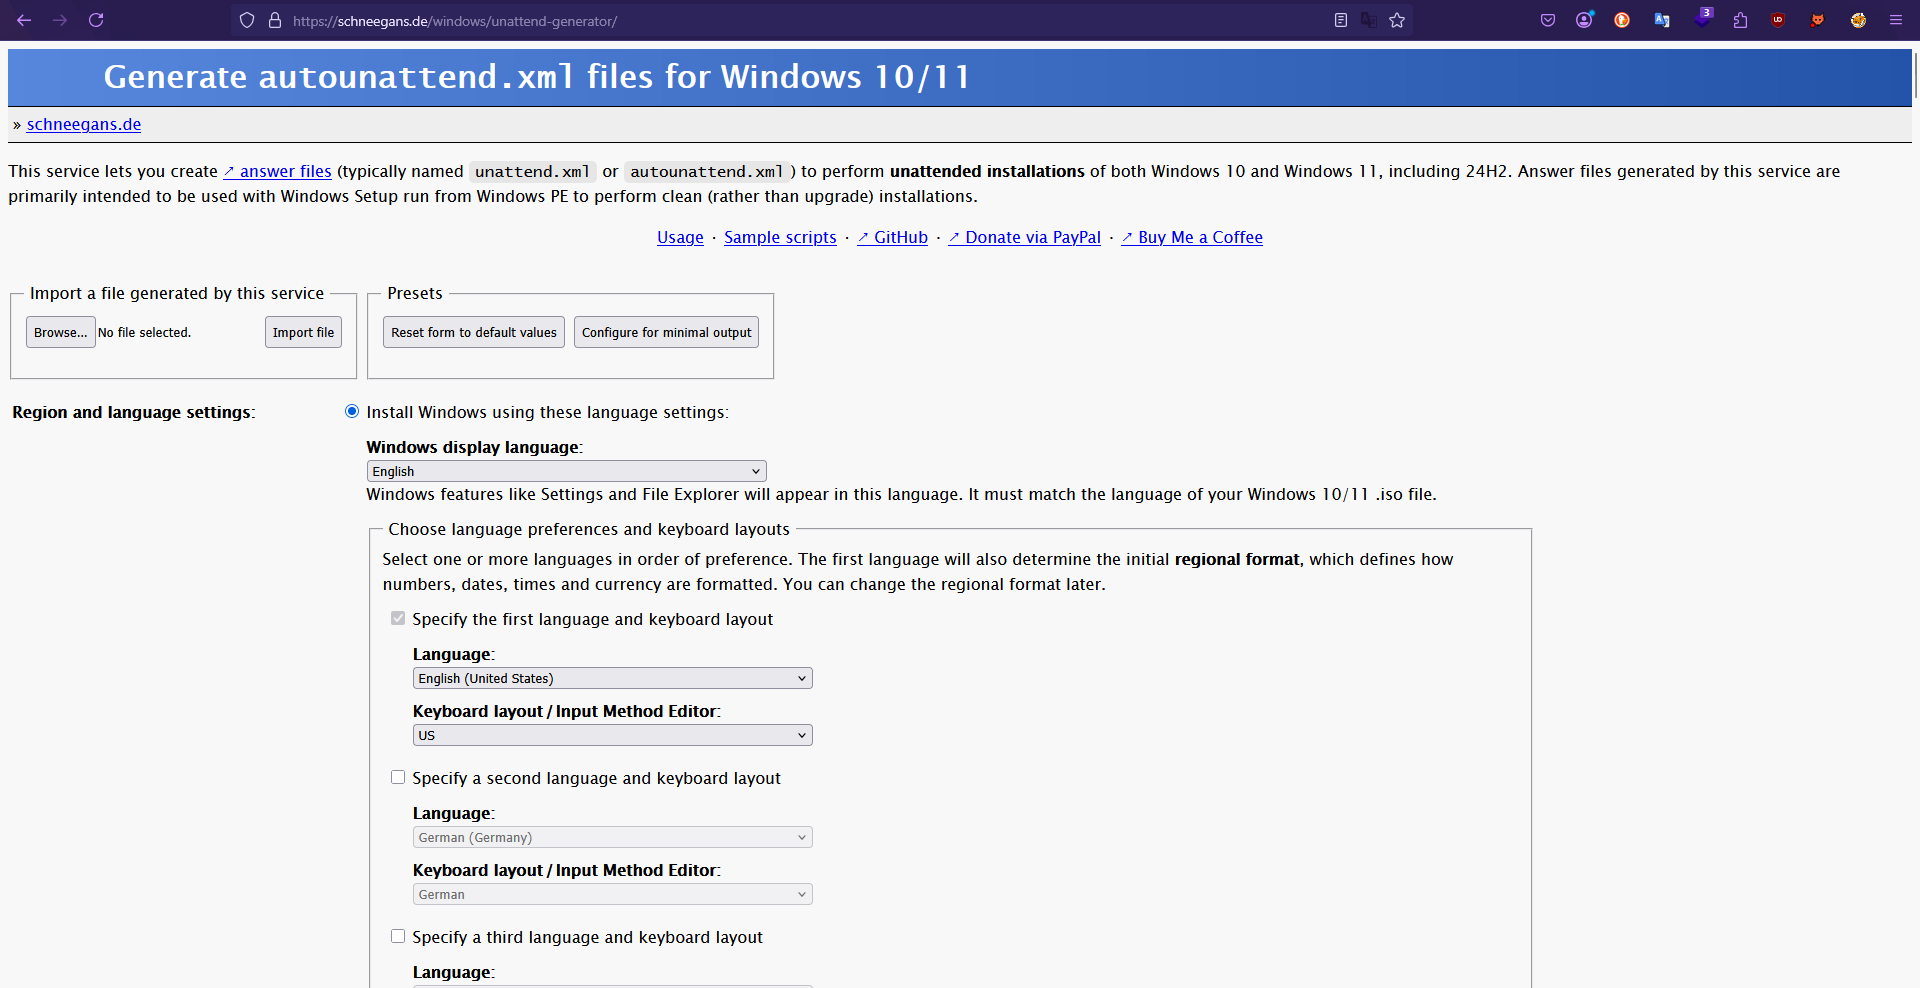 https://schneegans.de/windows/unattend-generator/
3
Generate autounattend.xml files for Windows 10/11
» schneegans.de
This service lets you create ↗ answer files (typically named unattend.xml or autounattend.xml) to perform unattended installations of both Windows 10 and Windows 11, including 24H2. Answer files generated by this service are
primarily intended to be used with Windows Setup run from Windows PE to perform clean (rather than upgrade) installations.
Usage · Sample scripts · ↗ GitHub · ↗ Donate via PayPal · ↗ Buy Me a Coffee
Import a file generated by this service
Browse... No file selected. Import file
Presets
Reset form to default values Configure for minimal output
Region and language settings:
Install Windows using these language settings:
Windows display language:
English
Windows features like Settings and File Explorer will appear in this language. It must match the language of your Windows 10/11 .iso file.
Choose language preferences and keyboard layouts
Select one or more languages in order of preference. The first language will also determine the initial regional format, which defines how
numbers, dates, times and currency are formatted. You can change the regional format later.
Specify the first language and keyboard layout
Language:
English (United States)
Keyboard layout / Input Method Editor:
US
Specify a second language and keyboard layout
Language:
German (Germany)
Keyboard layout / Input Method Editor:
German
Specify a third language and keyboard layout
Language: